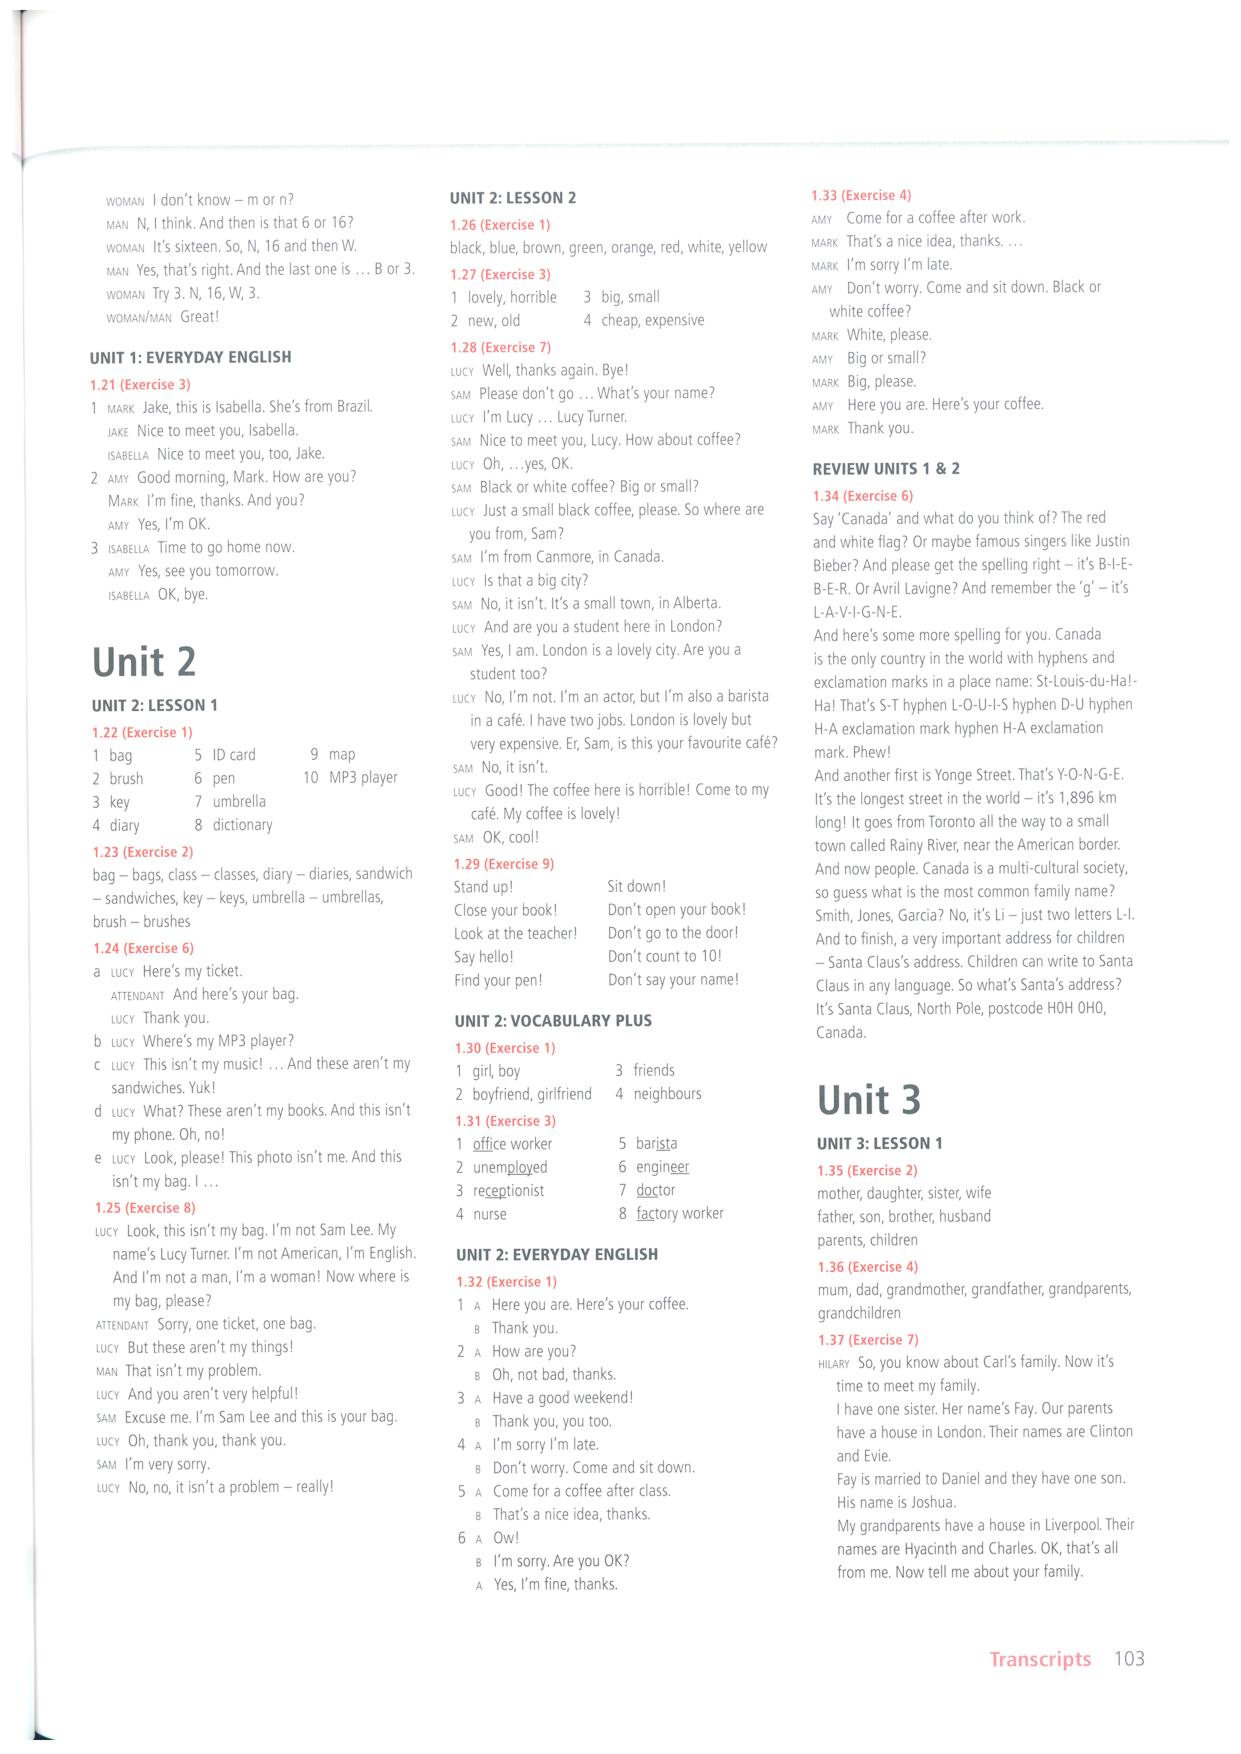 WOMAN I don't know – m or n?
MAN N, I think. And then is that 6 or 16?
WOMAN It's sixteen. So, N, 16 and then W.
MAN Yes, that's right. And the last one is … B or 3.
WOMAN Try 3. N, 16, W, 3.
WOMAN/MAN Great!
UNIT 1: EVERYDAY ENGLISH
1.21 (Exercise 3)
1 MARK Jake, this is Isabella. She's from Brazil.
JAKE Nice to meet you, Isabella.
ISABELLA Nice to meet you, too, Jake.
2 AMY Good morning, Mark. How are you?
MARK I'm fine, thanks. And you?
AMY Yes, I'm OK.
3 ISABELLA Time to go home now.
AMY Yes, see you tomorrow.
ISABELLA OK, bye.
Unit 2
UNIT 2: LESSON 1
1.22 (Exercise 1)
1 bag 5 ID card 9 map
2 brush 6 pen 10 MP3 player
3 key 7 umbrella
4 diary 8 dictionary
1.23 (Exercise 2)
bag – bags, class – classes, diary – diaries, sandwich
– sandwiches, key – keys, umbrella – umbrellas,
brush – brushes
1.24 (Exercise 6)
a LUCY Here's my ticket.
ATTENDANT And here's your bag.
LUCY Thank you.
b LUCY Where's my MP3 player?
c LUCY This isn't my music! … And these aren't my
sandwiches. Yuk!
d LUCY What? These aren't my books. And this isn't
my phone. Oh, no!
e LUCY Look, please! This photo isn't me. And this
isn't my bag. I …
1.25 (Exercise 8)
LUCY Look, this isn't my bag. I'm not Sam Lee. My
name's Lucy Turner. I'm not American, I'm English.
And I'm not a man, I'm a woman! Now where is
my bag, please?
ATTENDANT Sorry, one ticket, one bag.
LUCY But these aren't my things!
MAN That isn't my problem.
LUCY And you aren't very helpful!
SAM Excuse me. I'm Sam Lee and this is your bag.
LUCY Oh, thank you, thank you.
SAM I'm very sorry.
LUCY No, no, it isn't a problem – really!
UNIT 2: LESSON 2
1.26 (Exercise 1)
black, blue, brown, green, orange, red, white, yellow
1.27 (Exercise 3)
1 lovely, horrible 3 big, small
2 new, old 4 cheap, expensive
1.28 (Exercise 7)
LUCY Well, thanks again. Bye!
SAM Please don't go … What's your name?
LUCY I'm Lucy … Lucy Turner.
SAM Nice to meet you, Lucy. How about coffee?
LUCY Oh, …yes, OK.
SAM Black or white coffee? Big or small?
LUCY Just a small black coffee, please. So where are
you from, Sam?
SAM I'm from Canmore, in Canada.
LUCY Is that a big city?
SAM No, it isn't. It's a small town, in Alberta.
LUCY And are you a student here in London?
SAM Yes, I am. London is a lovely city. Are you a
student too?
LUCY No, I'm not. I'm an actor, but I'm also a barista
in a café. I have two jobs. London is lovely but
very expensive. Er, Sam, is this your favourite café?
SAM No, it isn't.
LUCY Good! The coffee here is horrible! Come to my
café. My coffee is lovely!
SAM OK, cool!
1.29 (Exercise 9)
Stand up! Sit down!
Close your book! Don't open your book!
Look at the teacher! Don't go to the door!
Say hello! Don't count to 10!
Find your pen! Don't say your name!
UNIT 2: VOCABULARY PLUS
1.30 (Exercise 1)
1 girl, boy 3 friends
2 boyfriend, girlfriend 4 neighbours
1.31 (Exercise 3)
1 office worker 5 barista
2 unemployed 6 engineer
3 receptionist 7 doctor
4 nurse 8 factory worker
UNIT 2: EVERYDAY ENGLISH
1.32 (Exercise 1)
1 A Here you are. Here's your coffee.
B Thank you.
2 A How are you?
B Oh, not bad, thanks.
3 A Have a good weekend!
B Thank you, you too.
4 A I'm sorry I'm late.
B Don't worry. Come and sit down.
5 A Come for a coffee after class.
B That's a nice idea, thanks.
6 A Ow!
B I'm sorry. Are you OK?
A Yes, I'm fine, thanks.
1.33 (Exercise 4)
AMY Come for a coffee after work.
MARK That's a nice idea, thanks. …
MARK I'm sorry I'm late.
AMY Don't worry. Come and sit down. Black or
white coffee?
MARK White, please.
AMY Big or small?
MARK Big, please.
AMY Here you are. Here's your coffee.
MARK Thank you.
REVIEW UNITS 1 & 2
1.34 (Exercise 6)
Say 'Canada' and what do you think of? The red
and white flag? Or maybe famous singers like Justin
Bieber? And please get the spelling right – it's B-I-E-
B-E-R. Or Avril Lavigne? And remember the 'g' – it's
L-A-V-I-G-N-E.
And here's some more spelling for you. Canada
is the only country in the world with hyphens and
exclamation marks in a place name: St-Louis-du-Ha!-
Ha! That's S-T hyphen L-O-U-I-S hyphen D-U hyphen
H-A exclamation mark hyphen H-A exclamation
mark. Phew!
And another first is Yonge Street. That's Y-O-N-G-E.
It's the longest street in the world – it's 1,896 km
long! It goes from Toronto all the way to a small
town called Rainy River, near the American border.
And now people. Canada is a multi-cultural society,
so guess what is the most common family name?
Smith, Jones, Garcia? No, it's Li – just two letters L-I.
And to finish, a very important address for children
– Santa Claus's address. Children can write to Santa
Claus in any language. So what's Santa's address?
It's Santa Claus, North Pole, postcode H0H 0H0,
Canada.
Unit 3
UNIT 3: LESSON 1
1.35 (Exercise 2)
mother, daughter, sister, wife
father, son, brother, husband
parents, children
1.36 (Exercise 4)
mum, dad, grandmother, grandfather, grandparents,
grandchildren
1.37 (Exercise 7)
HILARY So, you know about Carl's family. Now it's
time to meet my family.
I have one sister. Her name's Fay. Our parents
have a house in London. Their names are Clinton
and Evie.
Fay is married to Daniel and they have one son.
His name is Joshua.
My grandparents have a house in Liverpool. Their
names are Hyacinth and Charles. OK, that's all
from me. Now tell me about your family.
Transcripts 103